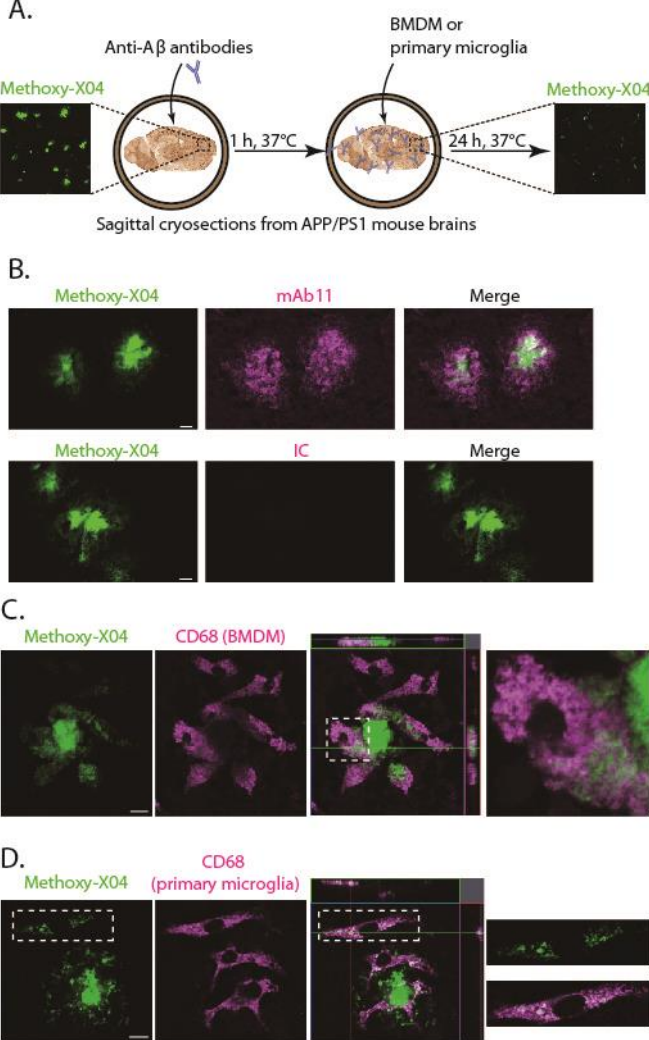 A.
Anti-Aβ antibodies
BMDM or
primary microglia
Methoxy-X04
Methoxy-X04
1 h, 37°C
24 h, 37°C
Sagittal cryosections from APP/PS1 mouse brains
B.
Methoxy-X04
mAb11
Merge
Methoxy-X04
IC
Merge
C.
Methoxy-X04
CD68 (BMDM)
D.
CD68
Methoxy-X04
(primary microglia)